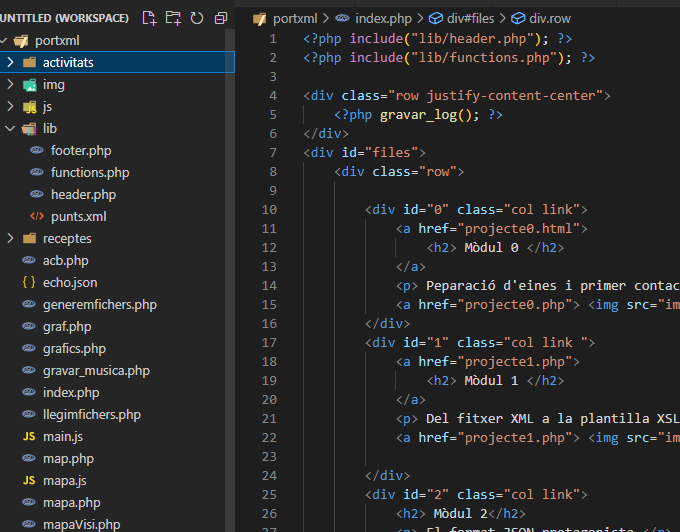 UNTITLED (WORKSPACE)
portxml
activitats
img
js
lib
footer.php
functions.php
header.php
punts.xml
receptes
acb.php
echo.json
generemfichers.php
graf.php
grafics.php
gravar_musica.php
index.php
llegimfichers.php
main.js
map.php
mapa.js
mapa.php
mapaVisi.php
portxml > index.php > div#files > div.row
1 <?php include("lib/header.php"); ?>
2 <?php include("lib/functions.php"); ?>
3
4 <div class="row justify-content-center">
5 <?php gravar_log(); ?>
6 </div>
7 <div id="files">
8 <div class="row">
9
10 <div id="0" class="col link">
11 <a href="projecte0.html">
12 <h2> Mòdul 0 </h2>
13 </a>
14 <p> Peparació d'eines i primer contac
15 <a href="projecte0.php"> <img src="im
16 </div>
17 <div id="1" class="col link ">
18 <a href="projecte1.php">
19 <h2> Mòdul 1 </h2>
20 </a>
21 <p> Del fitxer XML a la plantilla XSL
22 <a href="projecte1.php"> <img src="im
23
24 </div>
25 <div id="2" class="col link">
26 <h2> Mòdul 2</h2>
27 <p> El format JSON protagonista </p>